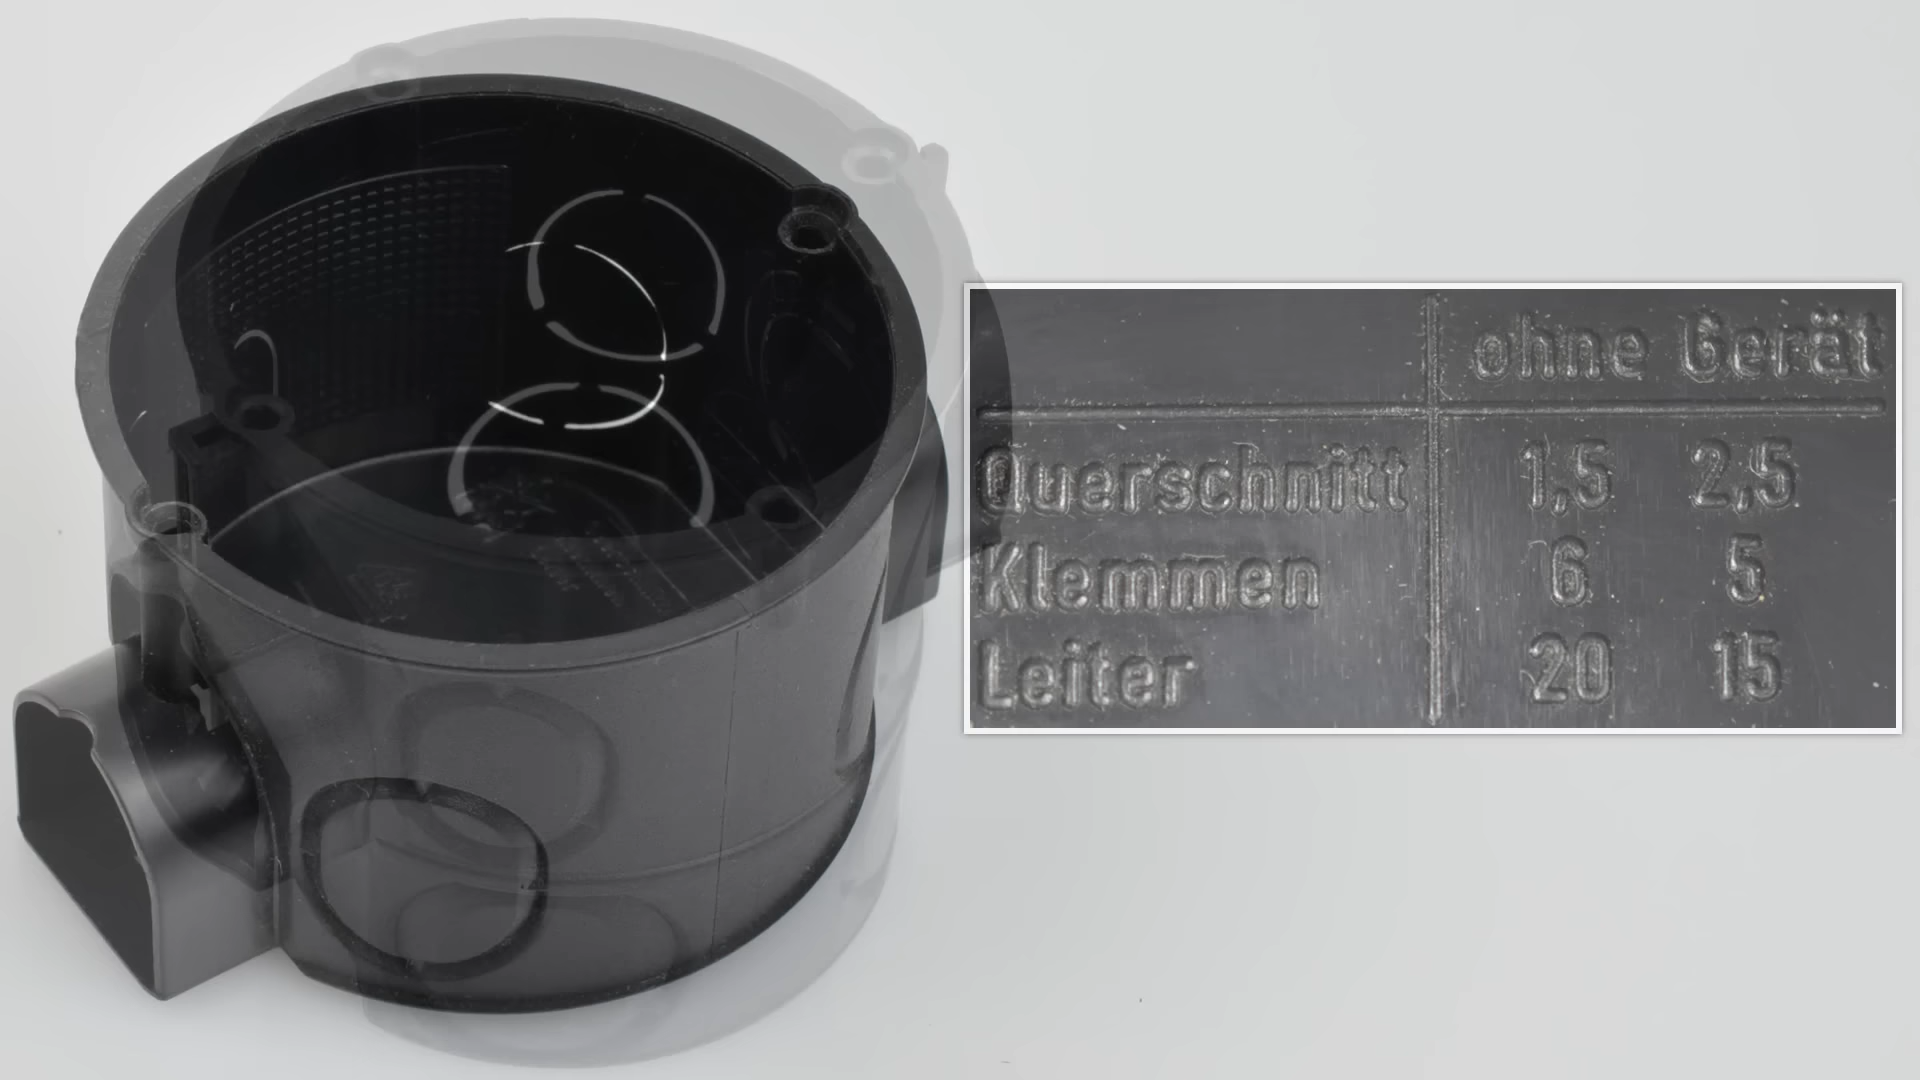 ohne Gerät
Querschnitt 1,5 2,5
Klemmen 6 5
Leiter 20 15